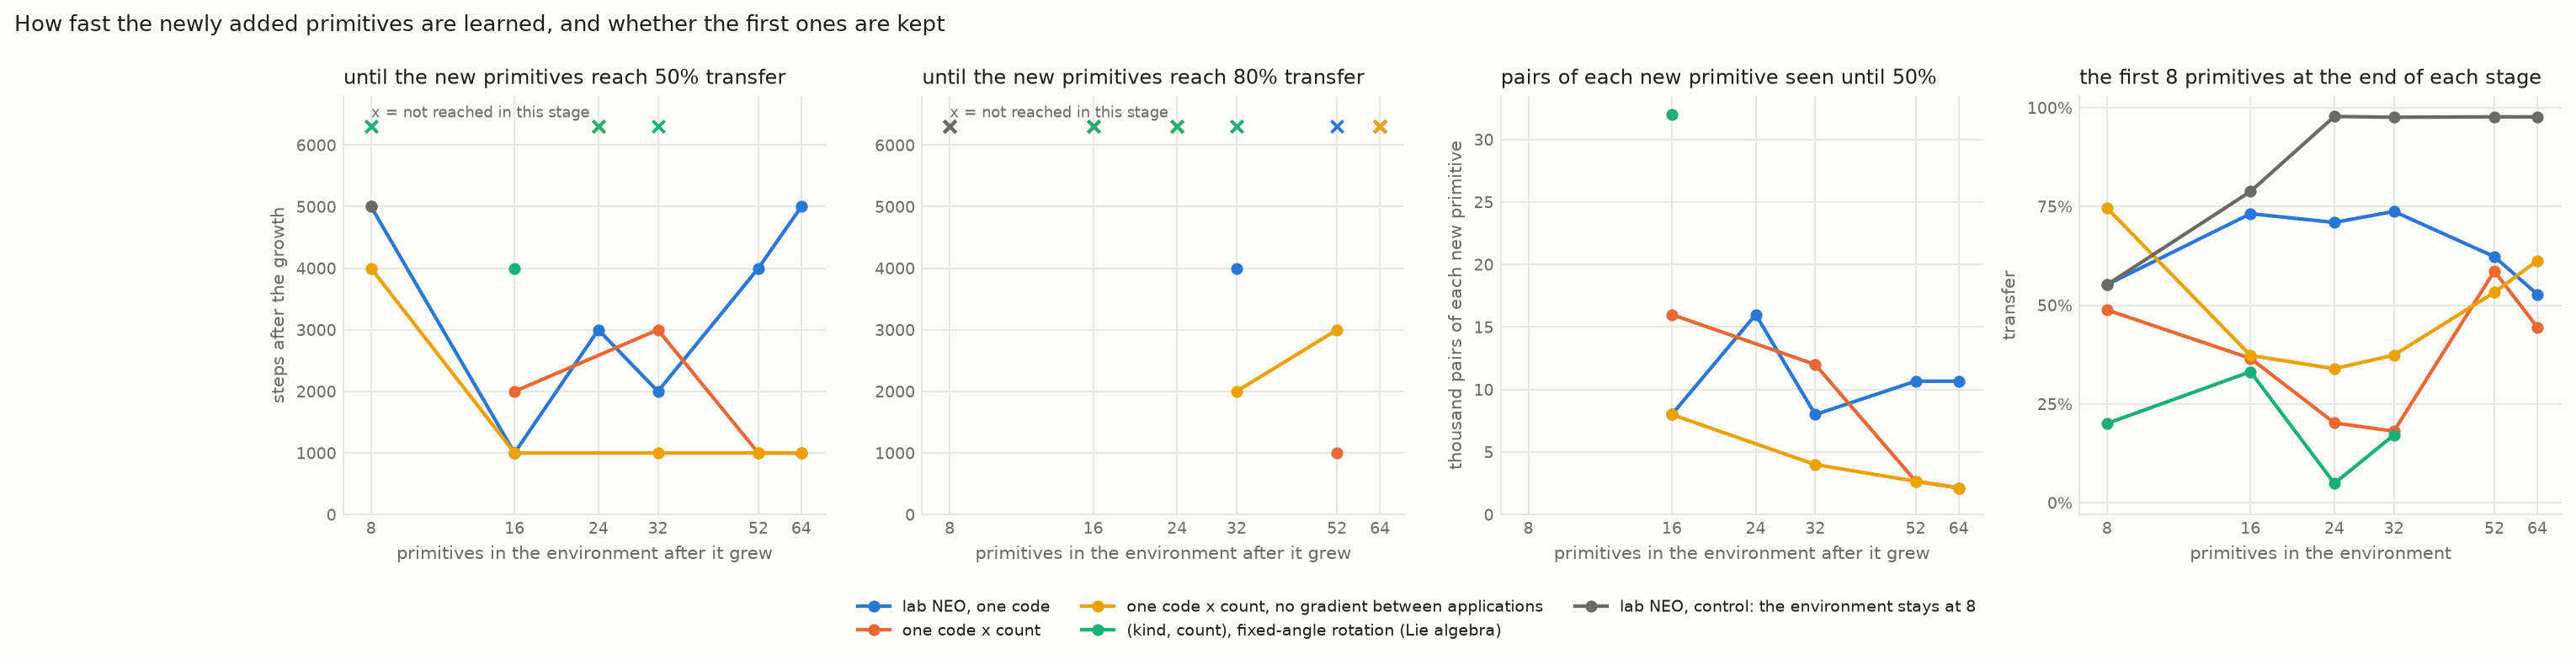 How fast the newly added primitives are learned, and whether the first ones are kept
until the new primitives reach 50% transfer
x = not reached in this stage
steps after the growth
6000
5000
4000
3000
2000
1000
0
8 16 24 32 52 64
primitives in the environment after it grew
until the new primitives reach 80% transfer
x = not reached in this stage
6000
5000
4000
3000
2000
1000
0
8 16 24 32 52 64
primitives in the environment after it grew
pairs of each new primitive seen until 50%
thousand pairs of each new primitive
30
25
20
15
10
5
0
8 16 24 32 52 64
primitives in the environment after it grew
the first 8 primitives at the end of each stage
transfer
100%
75%
50%
25%
0%
8 16 24 32 52 64
primitives in the environment
lab NEO, one code
one code x count
one code x count, no gradient between applications
(kind, count), fixed-angle rotation (Lie algebra)
lab NEO, control: the environment stays at 8